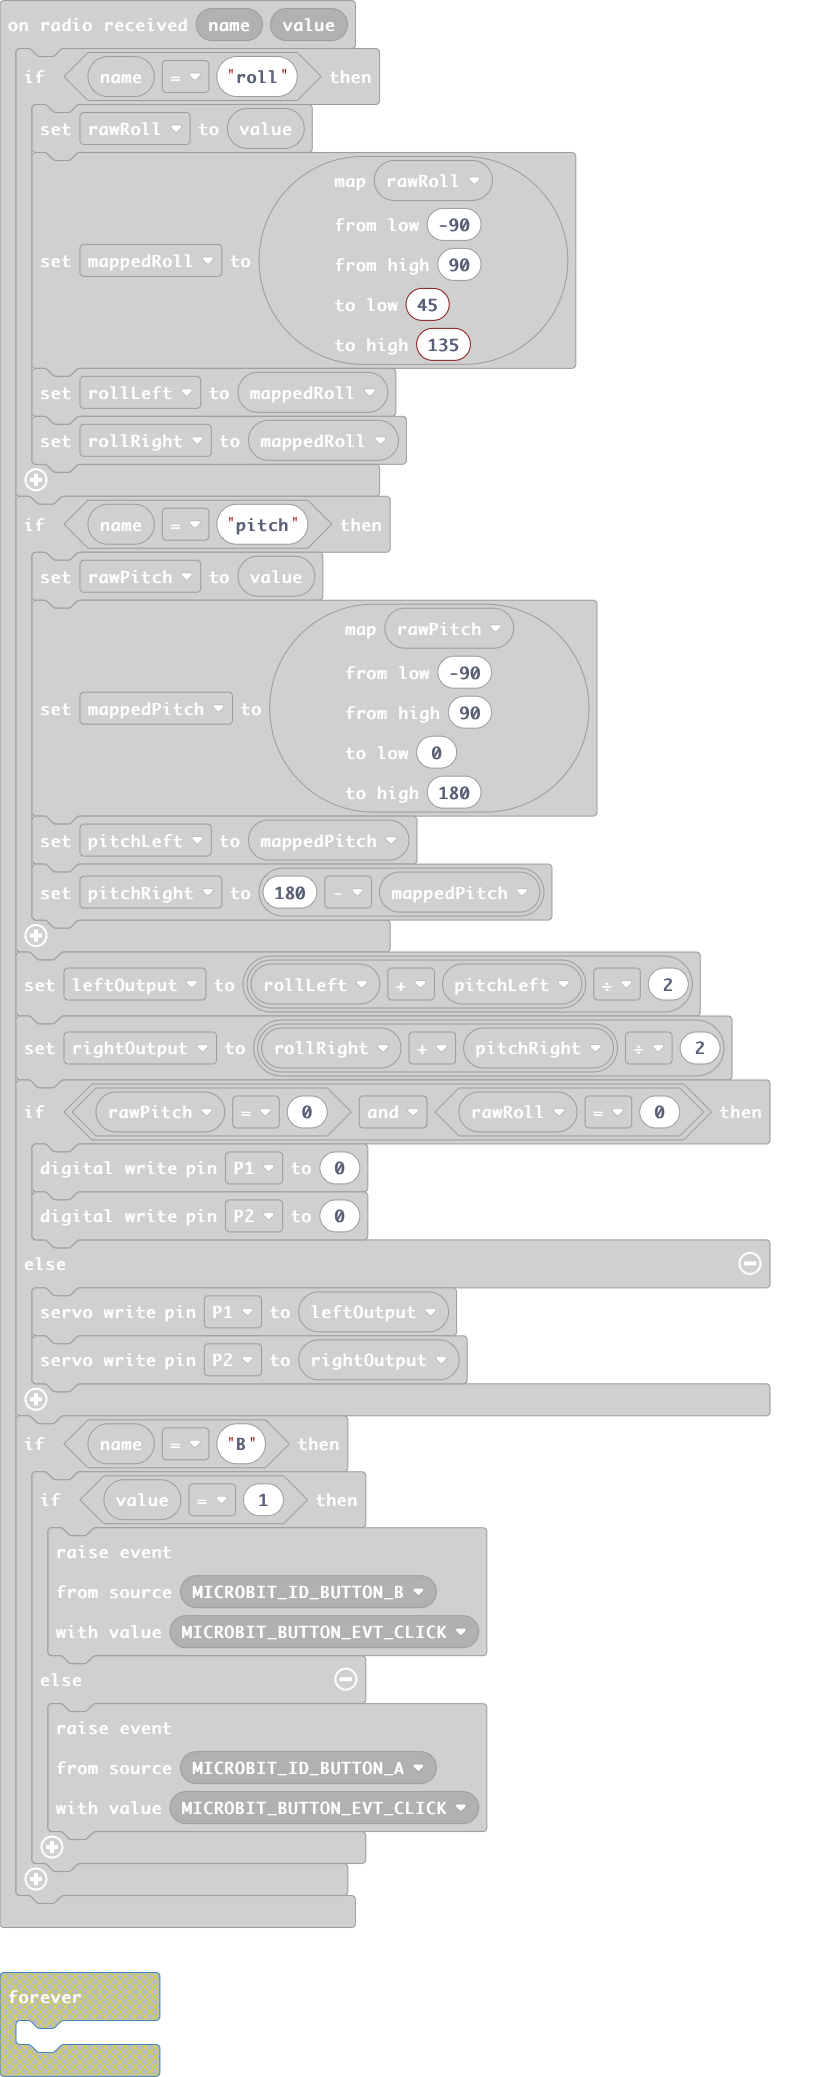 on radio received name value
if name = "roll" then
set rawRoll to value
map rawRoll
from low -90
from high 90
set mappedRoll to
to low 45
to high 135
set rollLeft to mappedRoll
set rollRight to mappedRoll
if name = "pitch" then
set rawPitch to value
map rawPitch
from low -90
from high 90
set mappedPitch to
to low 0
to high 180
set pitchLeft to mappedPitch
set pitchRight to 180 - mappedPitch
set leftOutput to rollLeft + pitchLeft ÷ 2
set rightOutput to rollRight + pitchRight ÷ 2
if rawPitch = 0 and rawRoll = 0 then
digital write pin P1 to 0
digital write pin P2 to 0
else
servo write pin P1 to leftOutput
servo write pin P2 to rightOutput
if name = "B" then
if value = 1 then
raise event
from source MICROBIT_ID_BUTTON_B
with value MICROBIT_BUTTON_EVT_CLICK
else
raise event
from source MICROBIT_ID_BUTTON_A
with value MICROBIT_BUTTON_EVT_CLICK
forever